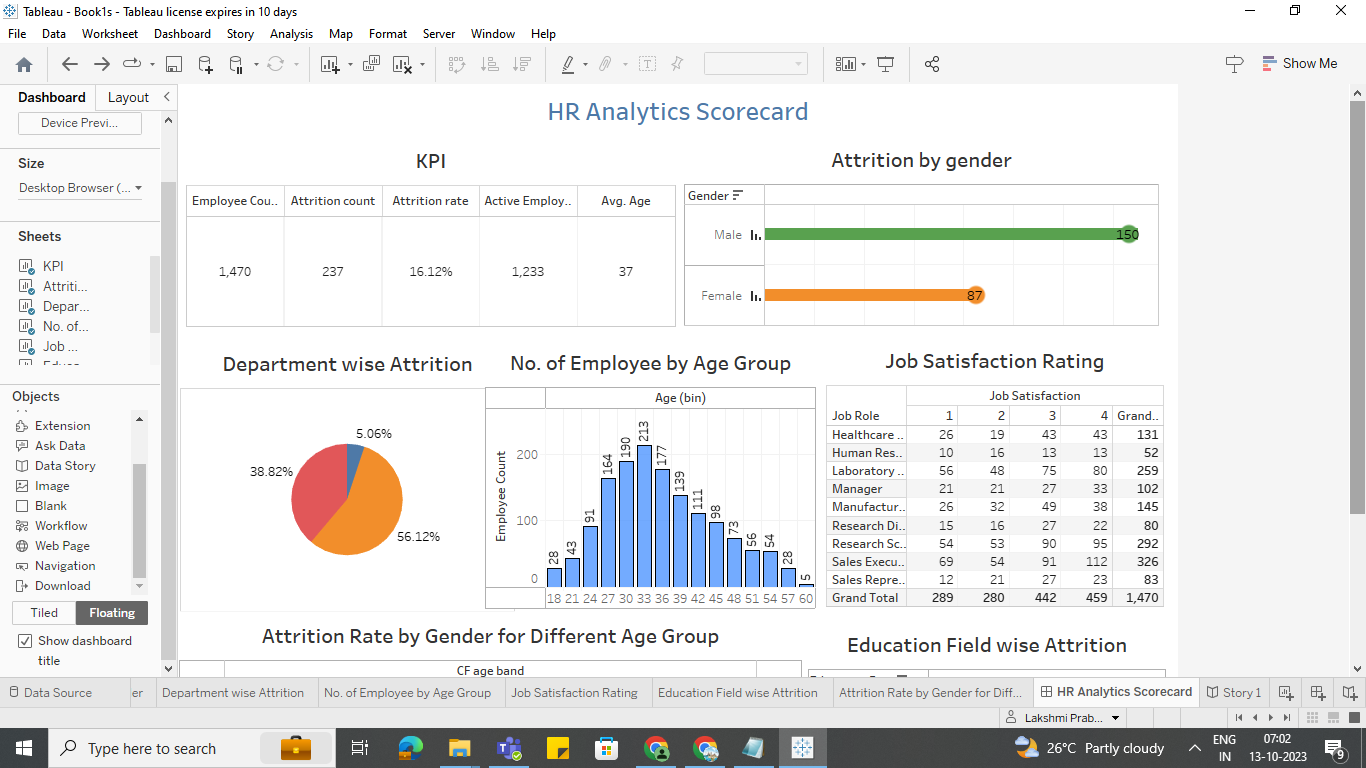 Tableau - Book1s - Tableau license expires in 10 days
File Data Worksheet Dashboard Story Analysis Map Format Server Window Help
Show Me
Dashboard Layout
Device Previ...
Size
Desktop Browser (...
Sheets
KPI
Attriti...
Depar...
No. of...
Job ...
Objects
Extension
Ask Data
Data Story
Image
Blank
Workflow
Web Page
Navigation
Download
Tiled Floating
Show dashboard
title
HR Analytics Scorecard
KPI
Employee Cou.. Attrition count Attrition rate Active Employ.. Avg. Age
1,470 237 16.12% 1,233 37
Attrition by gender
Gender
Male 150
Female 87
Department wise Attrition
5.06%
38.82%
56.12%
No. of Employee by Age Group
Age (bin)
Employee Count
200
100
0
28 43 91 164 190 213 177 139 111 98 73 56 54 28 5
18 21 24 27 30 33 36 39 42 45 48 51 54 57 60
Job Satisfaction Rating
Job Satisfaction
Job Role 1 2 3 4 Grand..
Healthcare .. 26 19 43 43 131
Human Res.. 10 16 13 13 52
Laboratory .. 56 48 75 80 259
Manager 21 21 27 33 102
Manufactur.. 26 32 49 38 145
Research Di.. 15 16 27 22 80
Research Sc.. 54 53 90 95 292
Sales Execu.. 69 54 91 112 326
Sales Repre.. 12 21 27 23 83
Grand Total 289 280 442 459 1,470
Attrition Rate by Gender for Different Age Group
CF age band
Education Field wise Attrition
Data Source er Department wise Attrition No. of Employee by Age Group Job Satisfaction Rating Education Field wise Attrition Attrition Rate by Gender for Diff... HR Analytics Scorecard Story 1
Lakshmi Prab...
Type here to search
26°C Partly cloudy
ENG
IN
07:02
13-10-2023
9